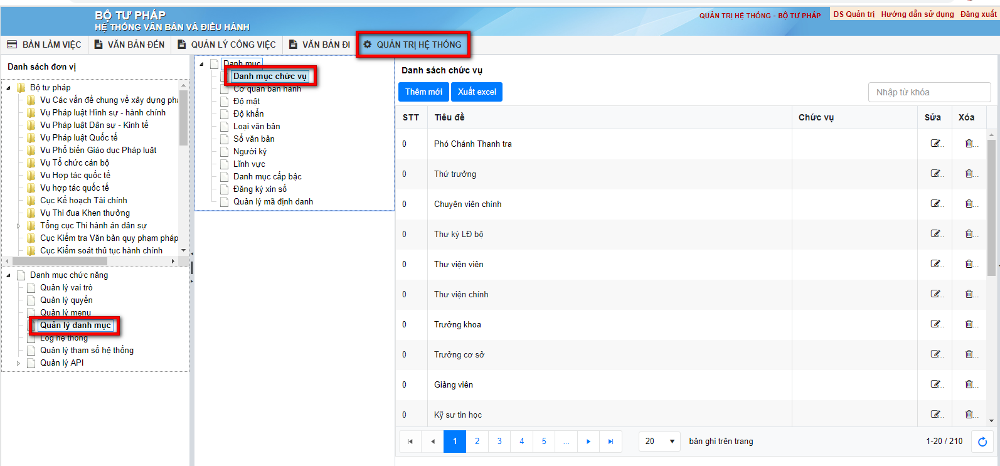 BỘ TƯ PHÁP
HỆ THỐNG VĂN BẢN VÀ ĐIỀU HÀNH
QUẢN TRỊ HỆ THỐNG - BỘ TƯ PHÁP
DS Quản trị Hướng dẫn sử dụng Đăng xuất
BÀN LÀM VIỆC VĂN BẢN ĐẾN QUẢN LÝ CÔNG VIỆC VĂN BẢN ĐI QUẢN TRỊ HỆ THỐNG
Danh sách đơn vị
Bộ tư pháp
Vụ Các vấn đề chung về xây dựng phá
Vụ Pháp luật Hình sự - hành chính
Vụ Pháp luật Dân sự - Kinh tế
Vụ Pháp luật Quốc tế
Vụ Phổ biến Giáo dục Pháp luật
Vụ Tổ chức cán bộ
Vụ Hợp tác quốc tế
Vụ hợp tác quốc tế
Cục Kế hoạch Tài chính
Vụ Thi đua Khen thưởng
Tổng cục Thi hành án dân sự
Cục Kiểm tra Văn bản quy phạm pháp
Cục Kiểm soát thủ tục hành chính
Danh mục chức năng
Quản lý vai trò
Quản lý quyền
Quản lý menu
Quản lý danh mục
Log hệ thống
Quản lý tham số hệ thống
Quản lý API
Danh mục
Danh mục chức vụ
Cơ quan ban hành
Độ mật
Độ khẩn
Loại văn bản
Sổ văn bản
Người ký
Lĩnh vực
Danh mục cấp bậc
Đăng ký xin số
Quản lý mã định danh
Danh sách chức vụ
Thêm mới Xuất excel Nhập từ khóa
STT Tiêu đề Chức vụ Sửa Xóa
0 Phó Chánh Thanh tra
0 Thứ trưởng
0 Chuyên viên chính
0 Thư ký LĐ bộ
0 Thư viện viên
0 Thư viện chính
0 Trưởng khoa
0 Trưởng cơ sở
0 Giảng viên
0 Kỹ sư tin học
1 2 3 4 5 ... 20 bản ghi trên trang 1-20 / 210